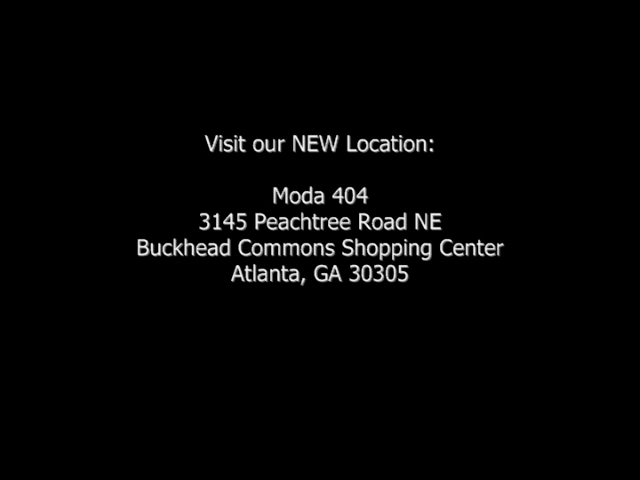 Visit our NEW Location:
Moda 404
3145 Peachtree Road NE
Buckhead Commons Shopping Center
Atlanta, GA 30305